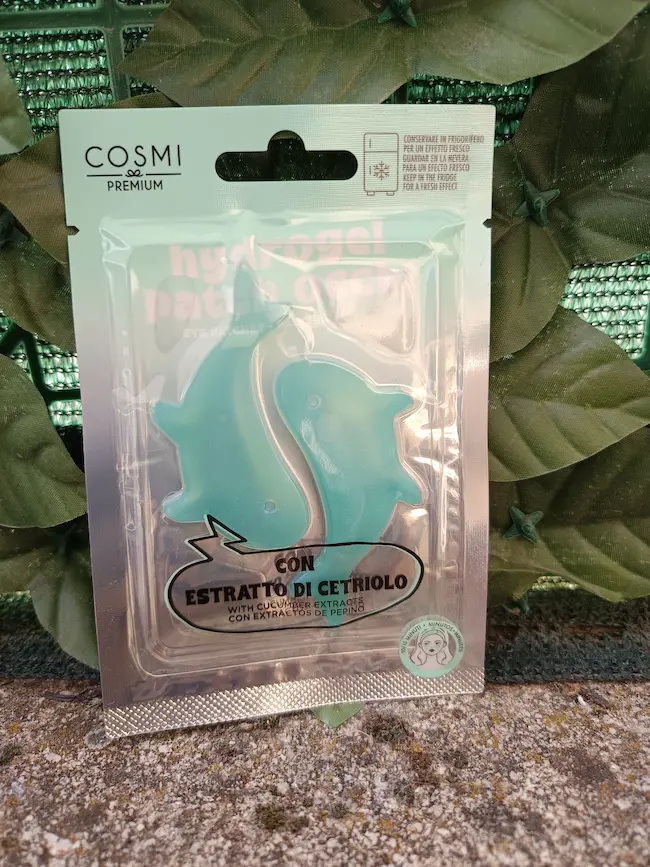 COSMI
PREMIUM
CONSERVARE IN FRIGORIFERO
PER UN EFFETTO FRESCO
GUARDAR EN LA NEVERA
PARA UN EFECTO FRESCO
KEEP IN THE FRIDGE
FOR A FRESH EFFECT
hydrogel
patch
CON
ESTRATTO DI CETRIOLO
WITH CUCUMBER EXTRACTS
CON EXTRACTOS DE PEPINO